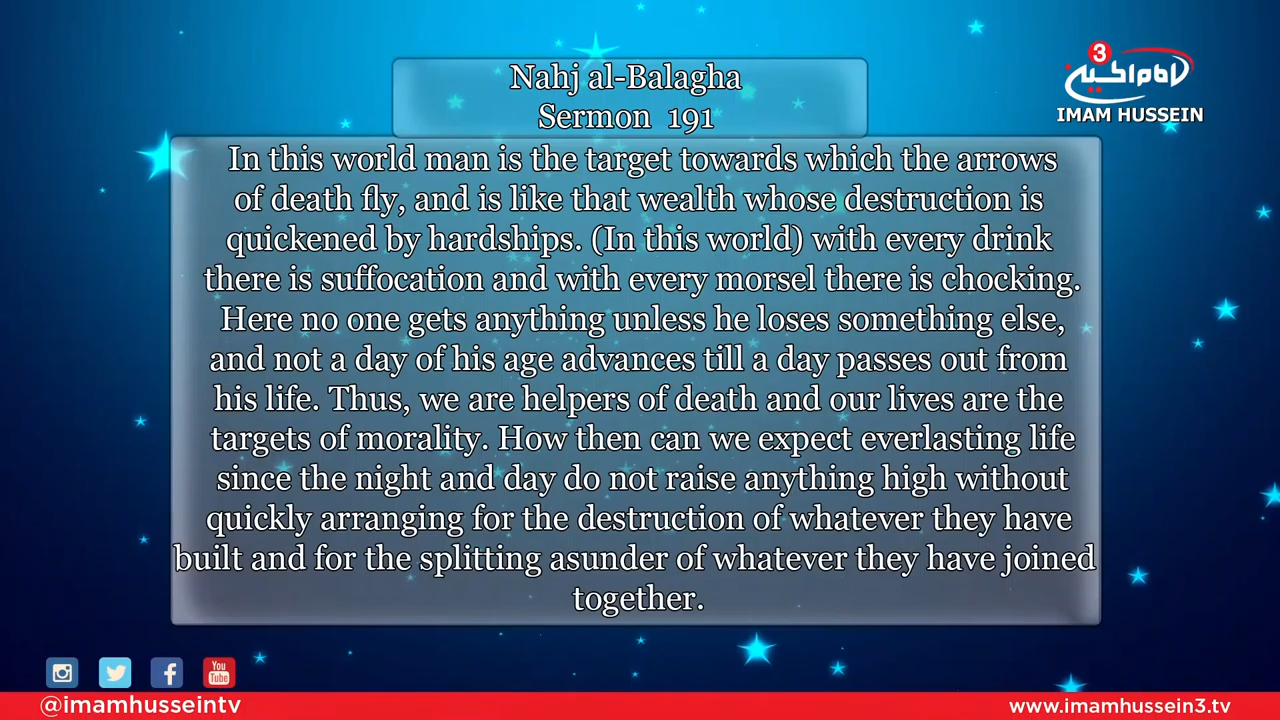 3
الامام الحسين
IMAM HUSSEIN
Nahj al-Balagha
Sermon 191
In this world man is the target towards which the arrows
of death fly, and is like that wealth whose destruction is
quickened by hardships. (In this world) with every drink
there is suffocation and with every morsel there is chocking.
Here no one gets anything unless he loses something else,
and not a day of his age advances till a day passes out from
his life. Thus, we are helpers of death and our lives are the
targets of morality. How then can we expect everlasting life
since the night and day do not raise anything high without
quickly arranging for the destruction of whatever they have
built and for the splitting asunder of whatever they have joined
together.
You
Tube
@imamhusseintv
www.imamhussein3.tv